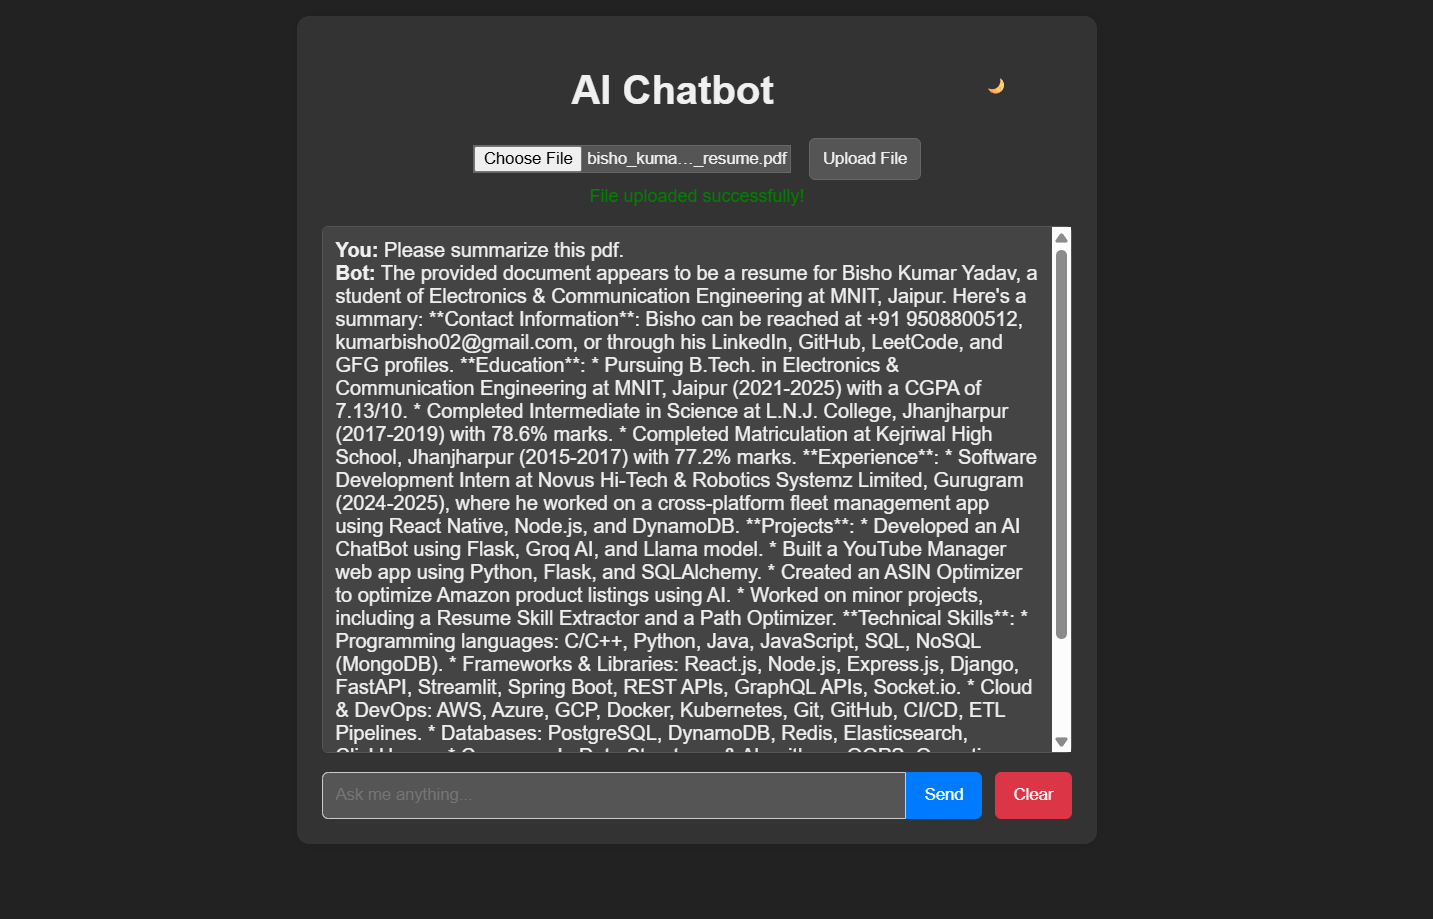 AI Chatbot
Choose File bisho_kuma..._resume.pdf Upload File
File uploaded successfully!
You: Please summarize this pdf.
Bot: The provided document appears to be a resume for Bisho Kumar Yadav, a
student of Electronics & Communication Engineering at MNIT, Jaipur. Here's a
summary: **Contact Information**: Bisho can be reached at +91 9508800512,
kumarbisho02@gmail.com, or through his LinkedIn, GitHub, LeetCode, and
GFG profiles. **Education**: * Pursuing B.Tech. in Electronics &
Communication Engineering at MNIT, Jaipur (2021-2025) with a CGPA of
7.13/10. * Completed Intermediate in Science at L.N.J. College, Jhanjharpur
(2017-2019) with 78.6% marks. * Completed Matriculation at Kejriwal High
School, Jhanjharpur (2015-2017) with 77.2% marks. **Experience**: * Software
Development Intern at Novus Hi-Tech & Robotics Systemz Limited, Gurugram
(2024-2025), where he worked on a cross-platform fleet management app
using React Native, Node.js, and DynamoDB. **Projects**: * Developed an AI
ChatBot using Flask, Groq AI, and Llama model. * Built a YouTube Manager
web app using Python, Flask, and SQLAlchemy. * Created an ASIN Optimizer
to optimize Amazon product listings using AI. * Worked on minor projects,
including a Resume Skill Extractor and a Path Optimizer. **Technical Skills**: *
Programming languages: C/C++, Python, Java, JavaScript, SQL, NoSQL
(MongoDB). * Frameworks & Libraries: React.js, Node.js, Express.js, Django,
FastAPI, Streamlit, Spring Boot, REST APIs, GraphQL APIs, Socket.io. * Cloud
& DevOps: AWS, Azure, GCP, Docker, Kubernetes, Git, GitHub, CI/CD, ETL
Pipelines. * Databases: PostgreSQL, DynamoDB, Redis, Elasticsearch,
Ask me anything...
Send
Clear